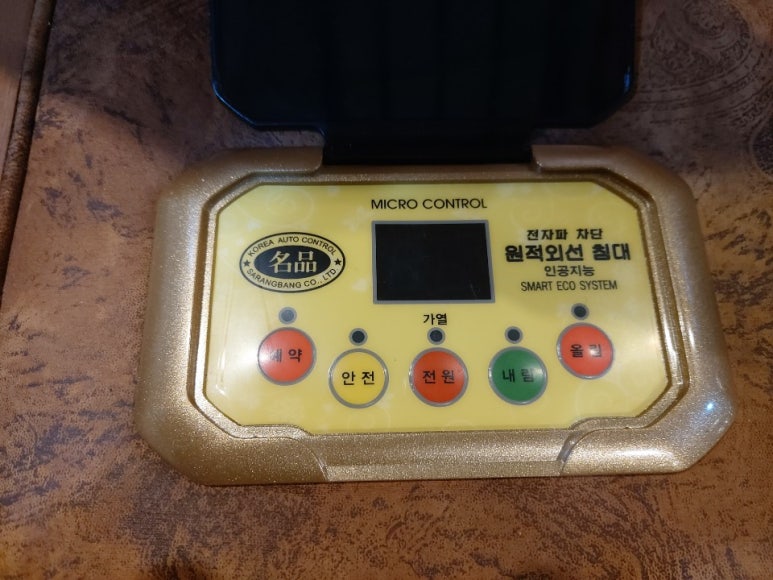 MICRO CONTROL
KOREA AUTO CONTROL
名品
SARANGBANG CO., LTD.
전자파 차단
원적외선 침대
인공지능
SMART ECO SYSTEM
가열
예약
안전
전원
내림
올림